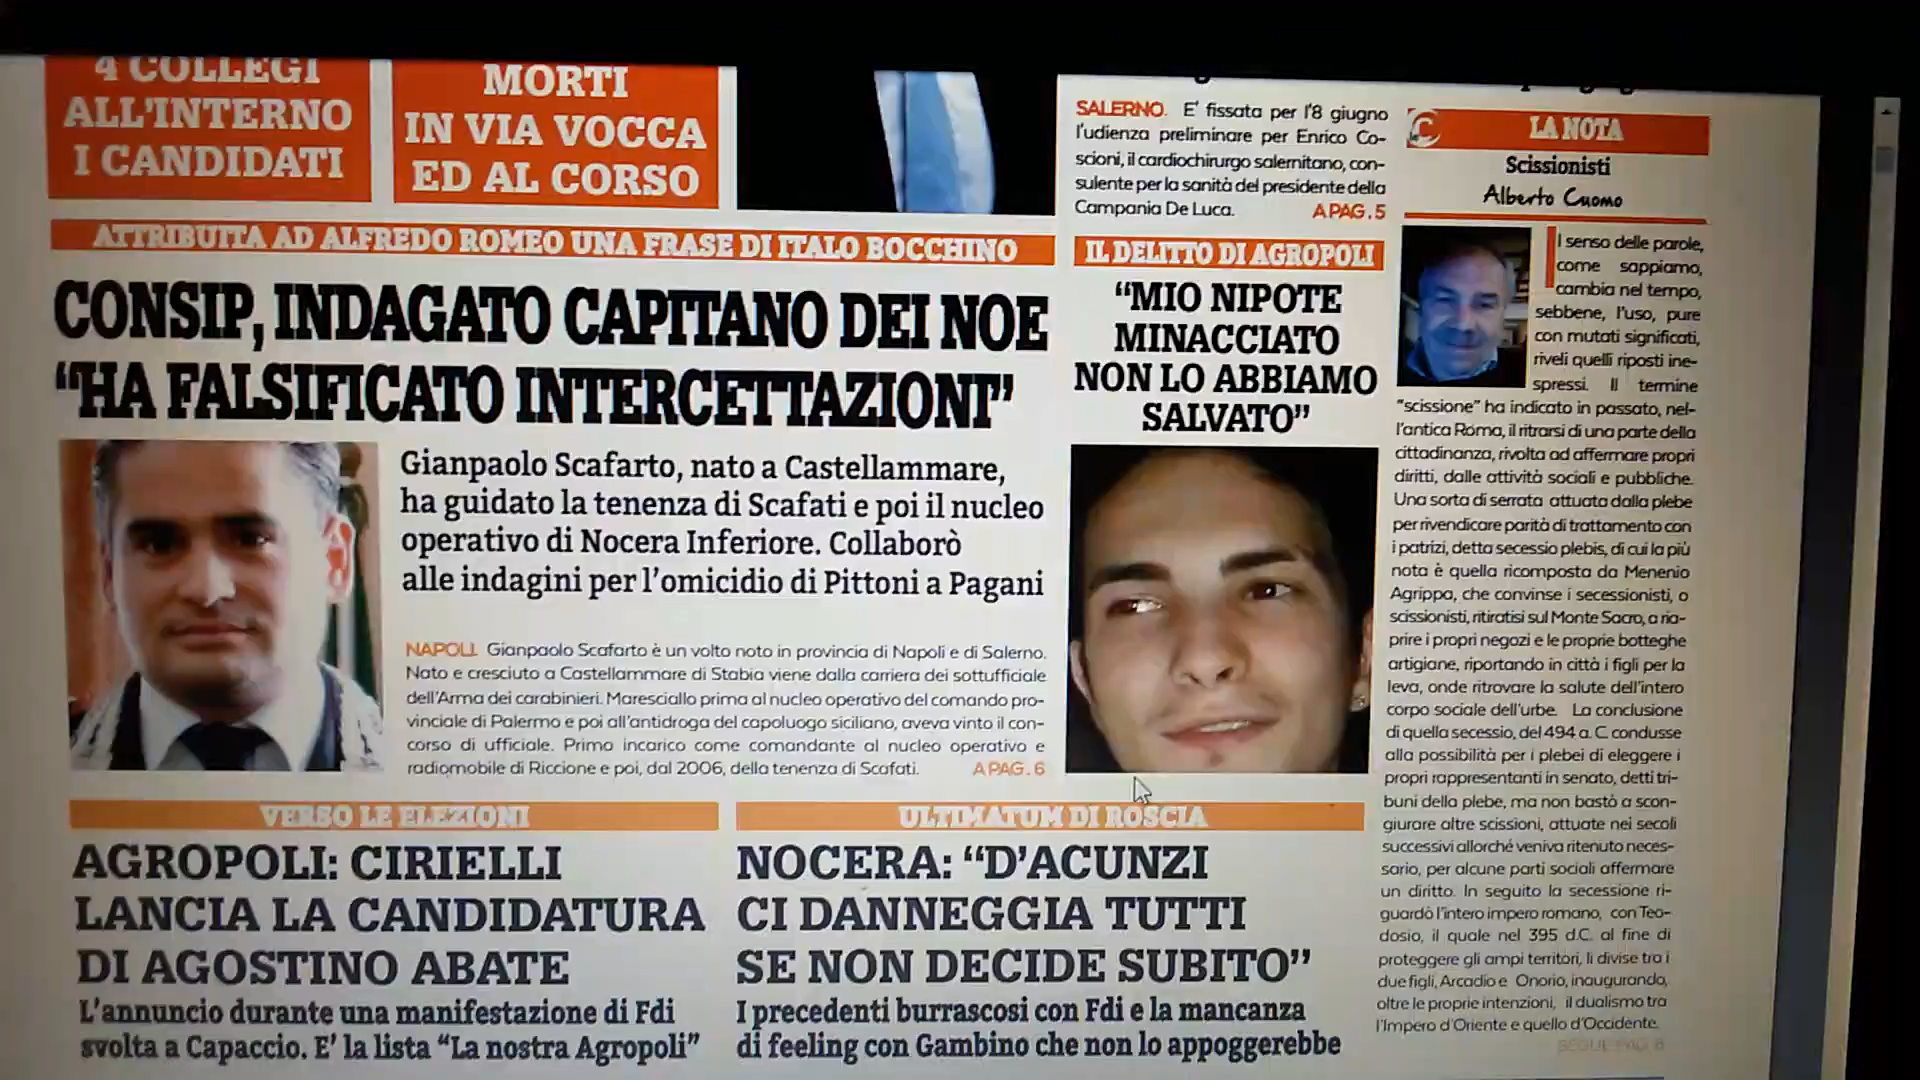 4 COLLEGI
ALL'INTERNO
I CANDIDATI
MORTI
IN VIA VOCCA
ED AL CORSO
SALERNO. E' fissata per l'8 giugno
l'udienza preliminare per Enrico Co-
scioni, il cardiochirurgo salernitano, con-
sulente per la sanità del presidente della
Campania De Luca. A PAG. 5
ATTRIBUITA AD ALFREDO ROMEO UNA FRASE DI ITALO BOCCHINO
CONSIP, INDAGATO CAPITANO DEI NOE
“HA FALSIFICATO INTERCETTAZIONI”
Gianpaolo Scafarto, nato a Castellammare,
ha guidato la tenenza di Scafati e poi il nucleo
operativo di Nocera Inferiore. Collaborò
alle indagini per l'omicidio di Pittoni a Pagani
NAPOLI. Gianpaolo Scafarto è un volto noto in provincia di Napoli e di Salerno.
Nato e cresciuto a Castellammare di Stabia viene dalla carriera dei sottufficiale
dell'Arma dei carabinieri. Maresciallo prima al nucleo operativo del comando pro-
vinciale di Palermo e poi all'antidroga del capoluogo siciliano, aveva vinto il con-
corso di ufficiale. Primo incarico come comandante al nucleo operativo e
radiomobile di Riccione e poi, dal 2006, della tenenza di Scafati. A PAG. 6
IL DELITTO DI AGROPOLI
“MIO NIPOTE
MINACCIATO
NON LO ABBIAMO
SALVATO”
VERSO LE ELEZIONI
AGROPOLI: CIRIELLI
LANCIA LA CANDIDATURA
DI AGOSTINO ABATE
L'annuncio durante una manifestazione di Fdi
svolta a Capaccio. E' la lista “La nostra Agropoli”
ULTIMATUM DI ROSCIA
NOCERA: “D'ACUNZI
CI DANNEGGIA TUTTI
SE NON DECIDE SUBITO”
I precedenti burrascosi con Fdi e la mancanza
di feeling con Gambino che non lo appoggerebbe
LA NOTA
Scissionisti
Alberto Cuomo
Il senso delle parole,
come sappiamo,
cambia nel tempo,
sebbene, l'uso, pure
con mutati significati,
riveli quelli riposti ine-
spressi. Il termine
“scissione” ha indicato in passato, nel-
l'antica Roma, il ritrarsi di una parte della
cittadinanza, rivolta ad affermare propri
diritti, dalle attività sociali e pubbliche.
Una sorta di serrata attuata dalla plebe
per rivendicare parità di trattamento con
i patrizi, detta secessio plebis, di cui la più
nota è quella ricomposta da Menenio
Agrippa, che convinse i secessionisti, o
scissionisti, ritiratisi sul Monte Sacro, a ria-
prire i propri negozi e le proprie botteghe
artigiane, riportando in città i figli per la
leva, onde ritrovare la salute dell'intero
corpo sociale dell'urbe. La conclusione
di quella secessio, del 494 a. C. condusse
alla possibilità per i plebei di eleggere i
propri rappresentanti in senato, detti tri-
buni della plebe, ma non bastò a scon-
giurare altre scissioni, attuate nei secoli
successivi allorché veniva ritenuto neces-
sario, per alcune parti sociali affermare
un diritto. In seguito la secessione ri-
guardò l'intero impero romano, con Teo-
dosio, il quale nel 395 d.C. al fine di
proteggere gli ampi territori, li divise tra i
due figli, Arcadio e Onorio, inaugurando,
oltre le proprie intenzioni, il dualismo tra
l'Impero d'Oriente e quello d'Occidente.
SEGUE PAG. 8